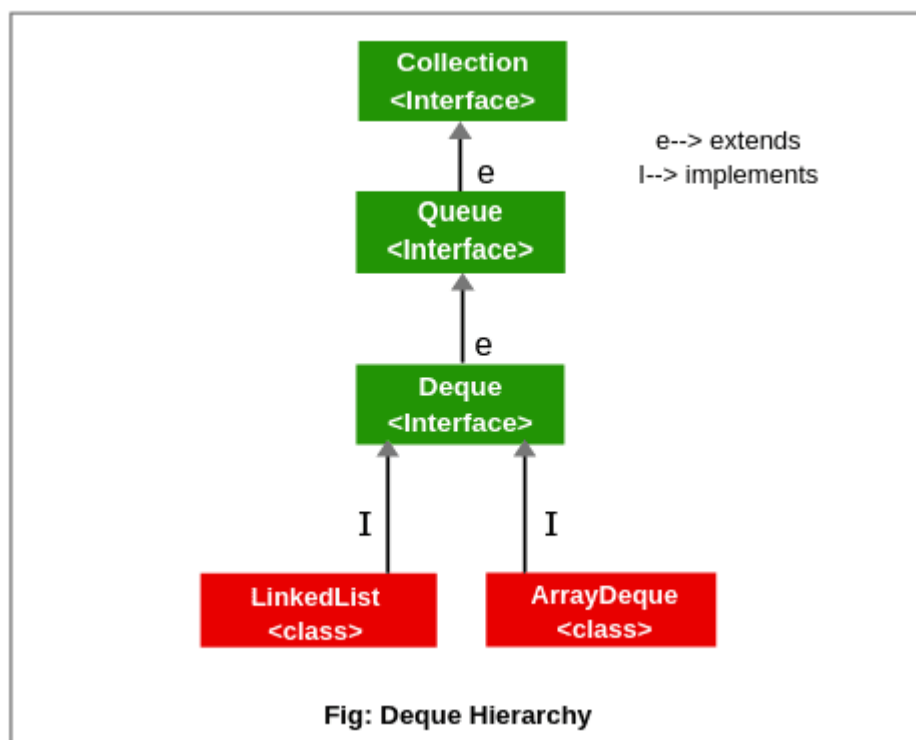 Collection
<Interface>
e--> extends
I--> implements
e
Queue
<Interface>
e
Deque
<Interface>
I
I
LinkedList
<class>
ArrayDeque
<class>
Fig: Deque Hierarchy